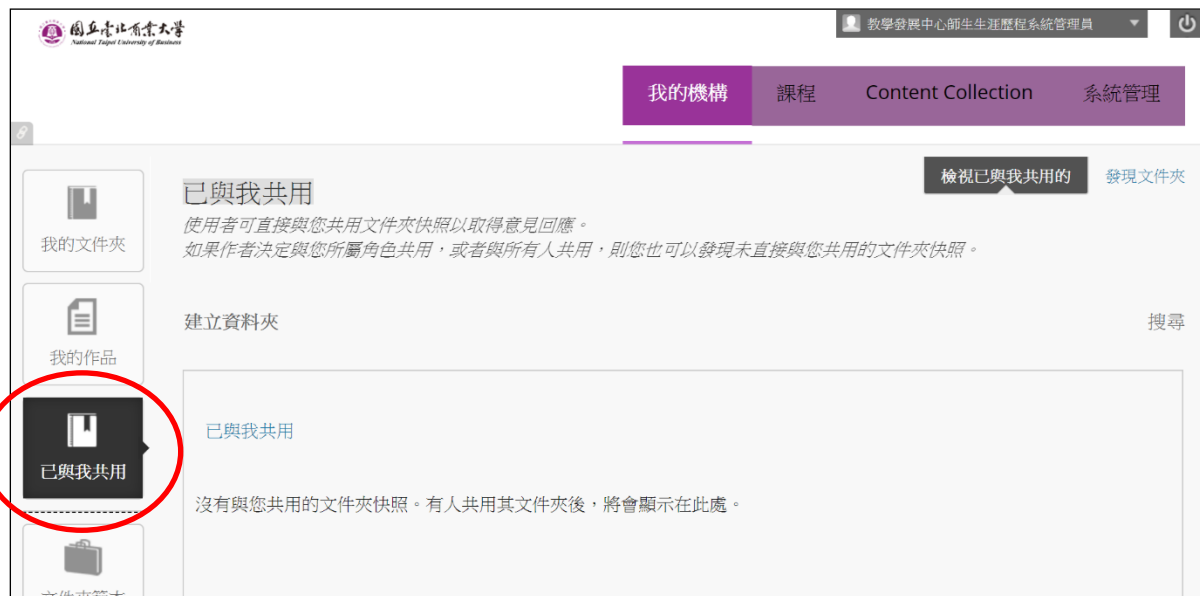 國立臺北商業大學
National Taipei University of Business
教學發展中心師生生涯歷程系統管理員
我的機構
課程
Content Collection
系統管理
檢視已與我共用的
發現文件夾
我的文件夾
已與我共用
使用者可直接與您共用文件夾快照以取得意見回應。
如果作者決定與您所屬角色共用，或者與所有人共用，則您也可以發現未直接與您共用的文件夾快照。
建立資料夾
搜尋
我的作品
已與我共用
已與我共用
沒有與您共用的文件夾快照。有人共用其文件夾後，將會顯示在此處。
文件夾範本